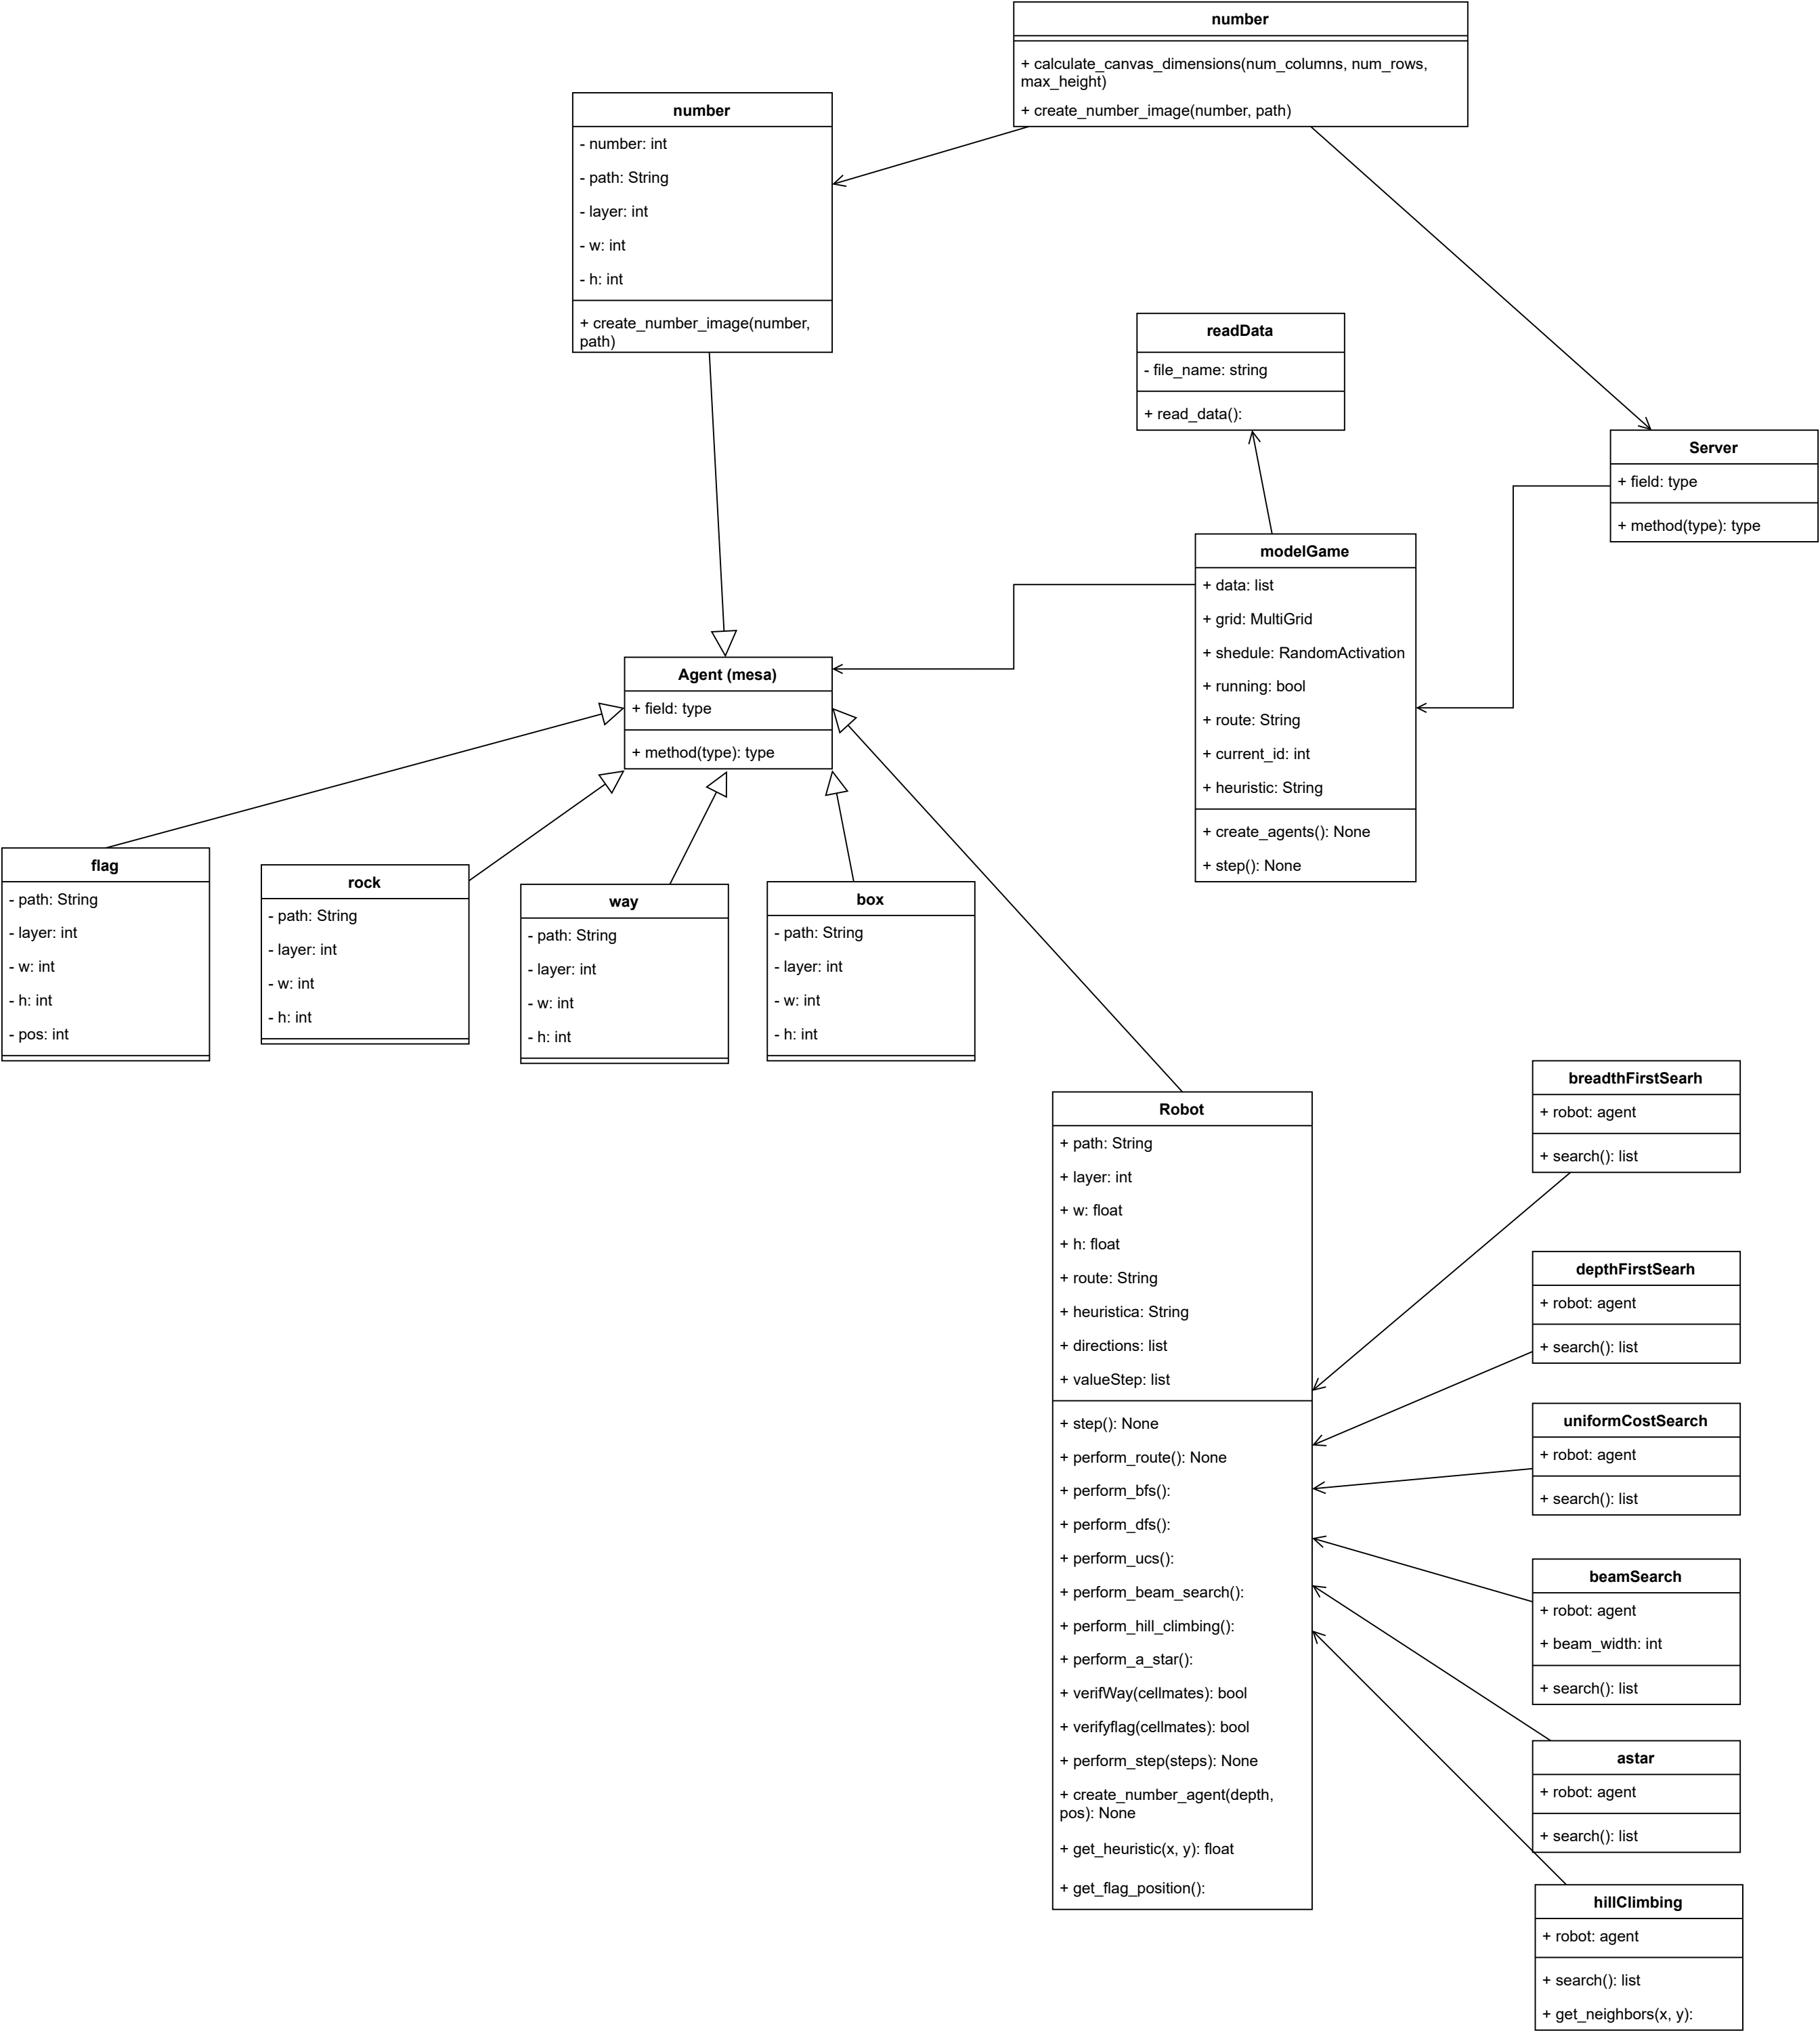 number
+ calculate_canvas_dimensions(num_columns, num_rows,
max_height)
+ create_number_image(number, path)
number
- number: int
- path: String
- layer: int
- w: int
- h: int
+ create_number_image(number,
path)
readData
- file_name: string
+ read_data():
Server
+ field: type
+ method(type): type
modelGame
+ data: list
+ grid: MultiGrid
+ shedule: RandomActivation
+ running: bool
+ route: String
+ current_id: int
+ heuristic: String
+ create_agents(): None
+ step(): None
Agent (mesa)
+ field: type
+ method(type): type
flag
- path: String
- layer: int
- w: int
- h: int
- pos: int
rock
- path: String
- layer: int
- w: int
- h: int
way
- path: String
- layer: int
- w: int
- h: int
box
- path: String
- layer: int
- w: int
- h: int
Robot
+ path: String
+ layer: int
+ w: float
+ h: float
+ route: String
+ heuristica: String
+ directions: list
+ valueStep: list
+ step(): None
+ perform_route(): None
+ perform_bfs():
+ perform_dfs():
+ perform_ucs():
+ perform_beam_search():
+ perform_hill_climbing():
+ perform_a_star():
+ verifWay(cellmates): bool
+ verifyflag(cellmates): bool
+ perform_step(steps): None
+ create_number_agent(depth,
pos): None
+ get_heuristic(x, y): float
+ get_flag_position():
breadthFirstSearh
+ robot: agent
+ search(): list
depthFirstSearh
+ robot: agent
+ search(): list
uniformCostSearch
+ robot: agent
+ search(): list
beamSearch
+ robot: agent
+ beam_width: int
+ search(): list
astar
+ robot: agent
+ search(): list
hillClimbing
+ robot: agent
+ search(): list
+ get_neighbors(x, y):